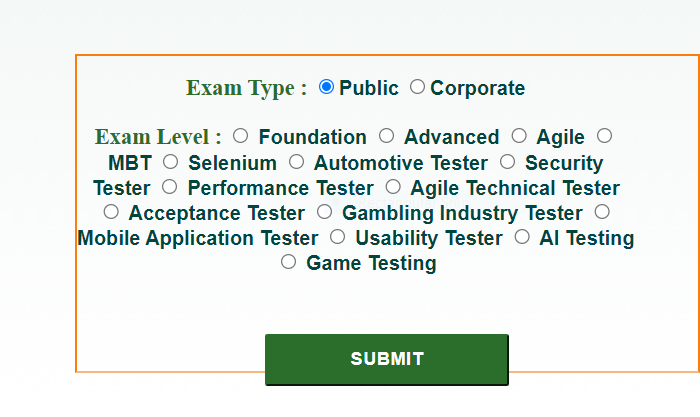 Exam Type : Public Corporate
Exam Level : Foundation Advanced Agile
MBT Selenium Automotive Tester Security
Tester Performance Tester Agile Technical Tester
Acceptance Tester Gambling Industry Tester
Mobile Application Tester Usability Tester AI Testing
Game Testing
SUBMIT